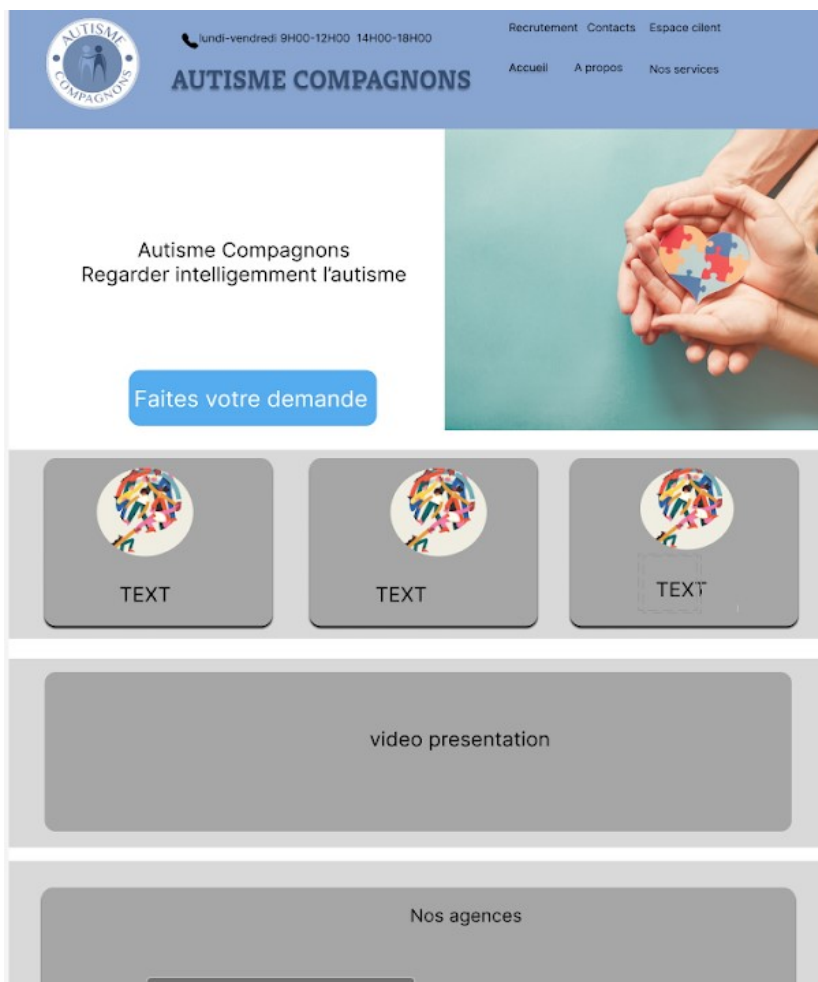 AUTISME
COMPAGNONS
lundi-vendredi 9H00-12H00 14H00-18H00
AUTISME COMPAGNONS
Recrutement Contacts Espace cilent
Accueil A propos Nos services
Autisme Compagnons
Regarder intelligemment l'autisme
Faites votre demande
TEXT
TEXT
TEXT
video presentation
Nos agences